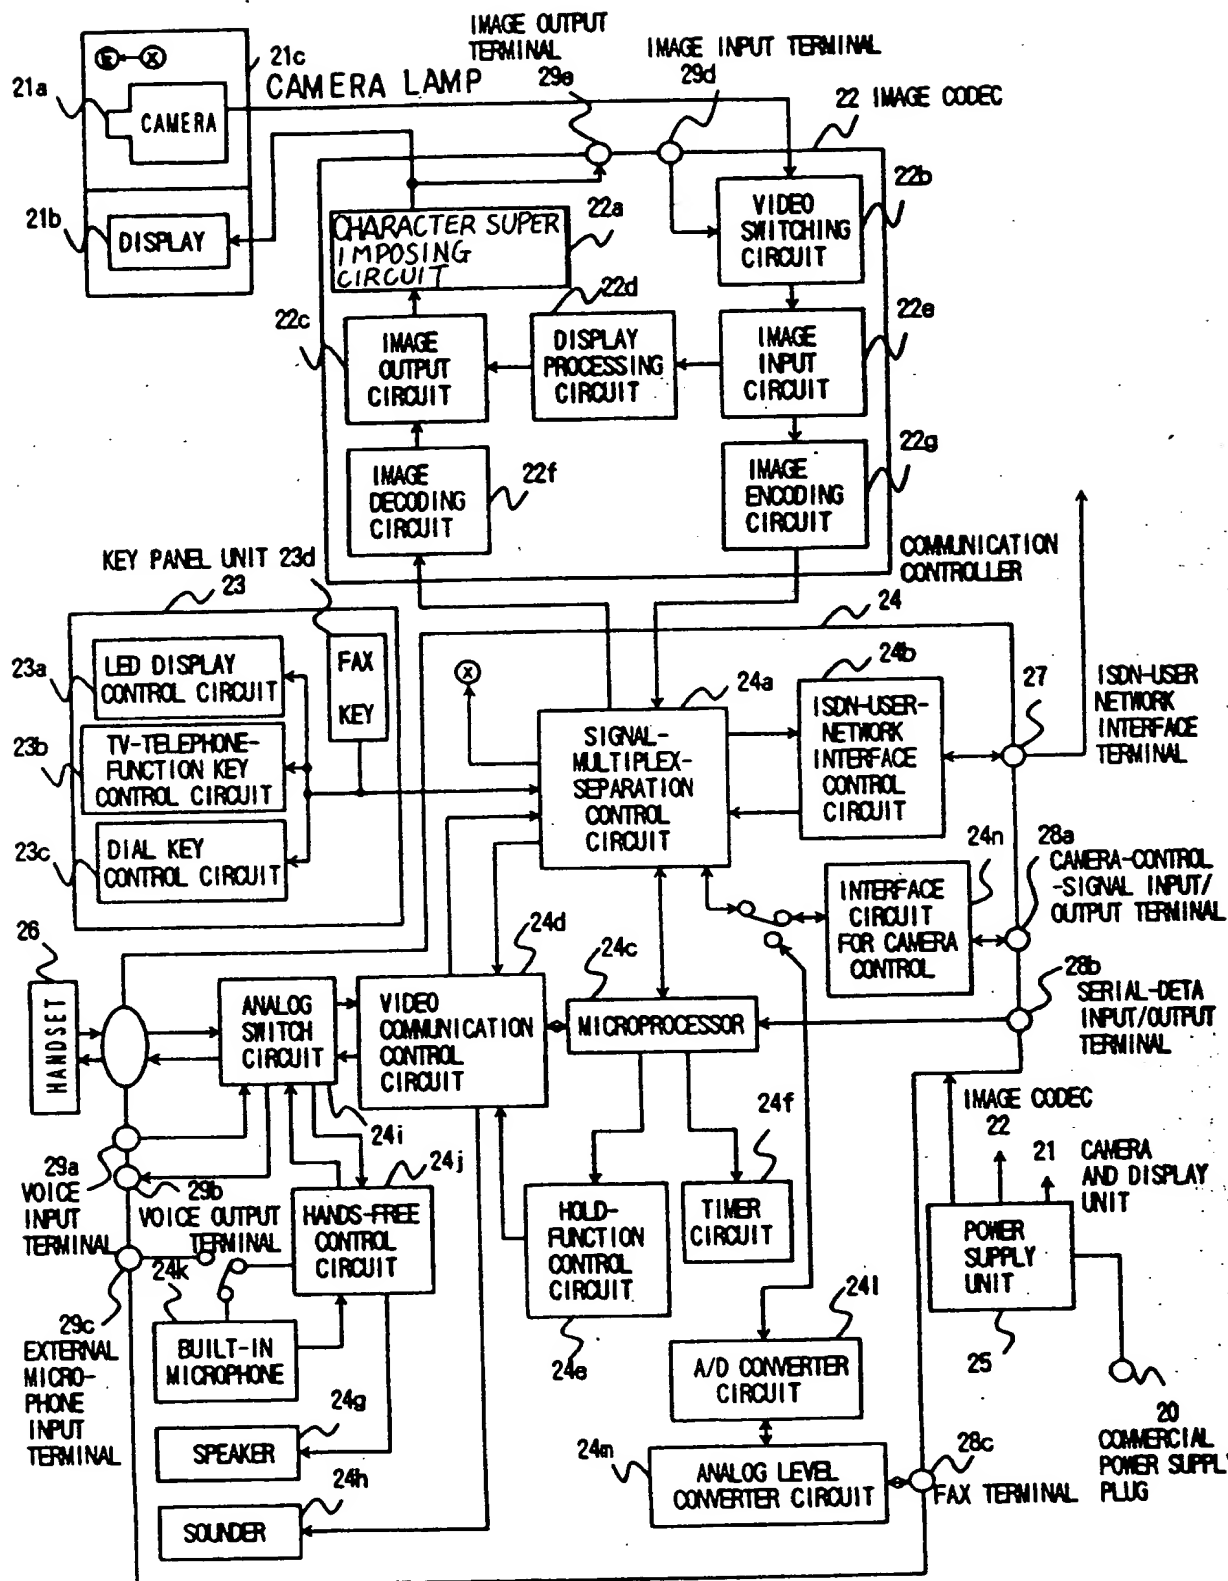 IMAGE OUTPUT
TERMINAL
29e
IMAGE INPUT TERMINAL
29d
21c
CAMERA LAMP
21a
CAMERA
22 IMAGE CODEC
21b
DISPLAY
CHARACTER SUPER
IMPOSING
CIRCUIT
22a
VIDEO
SWITCHING
CIRCUIT
22b
22c
IMAGE
OUTPUT
CIRCUIT
22d
DISPLAY
PROCESSING
CIRCUIT
IMAGE
INPUT
CIRCUIT
22e
IMAGE
DECODING
CIRCUIT
22f
IMAGE
ENCODING
CIRCUIT
22g
KEY PANEL UNIT
23d
23
COMMUNICATION
CONTROLLER
24
23a
LED DISPLAY
CONTROL CIRCUIT
FAX
KEY
23b
TV-TELEPHONE-
FUNCTION KEY
CONTROL CIRCUIT
23c
DIAL KEY
CONTROL CIRCUIT
X
24a
SIGNAL-
MULTIPLEX-
SEPARATION
CONTROL
CIRCUIT
24b
ISDN-USER-
NETWORK
INTERFACE
CONTROL
CIRCUIT
27
ISDN-USER
NETWORK
INTERFACE
TERMINAL
24n
INTERFACE
CIRCUIT
FOR CAMERA
CONTROL
28a
CAMERA-CONTROL
-SIGNAL INPUT/
OUTPUT TERMINAL
28b
SERIAL-DETA
INPUT/OUTPUT
TERMINAL
26
HANDSET
ANALOG
SWITCH
CIRCUIT
24i
24d
VIDEO
COMMUNICATION
CONTROL
CIRCUIT
24c
MICROPROCESSOR
29a
VOICE
INPUT
TERMINAL
29b
VOICE OUTPUT
TERMINAL
24j
HANDS-FREE
CONTROL
CIRCUIT
HOLD-
FUNCTION
CONTROL
CIRCUIT
24e
24f
TIMER
CIRCUIT
IMAGE CODEC
22
21
CAMERA
AND DISPLAY
UNIT
POWER
SUPPLY
UNIT
25
20
COMMERCIAL
POWER SUPPLY
PLUG
29c
EXTERNAL
MICRO-
PHONE
INPUT
TERMINAL
24k
BUILT-IN
MICROPHONE
24g
SPEAKER
24h
SOUNDER
24l
A/D CONVERTER
CIRCUIT
24m
ANALOG LEVEL
CONVERTER CIRCUIT
28c
FAX TERMINAL